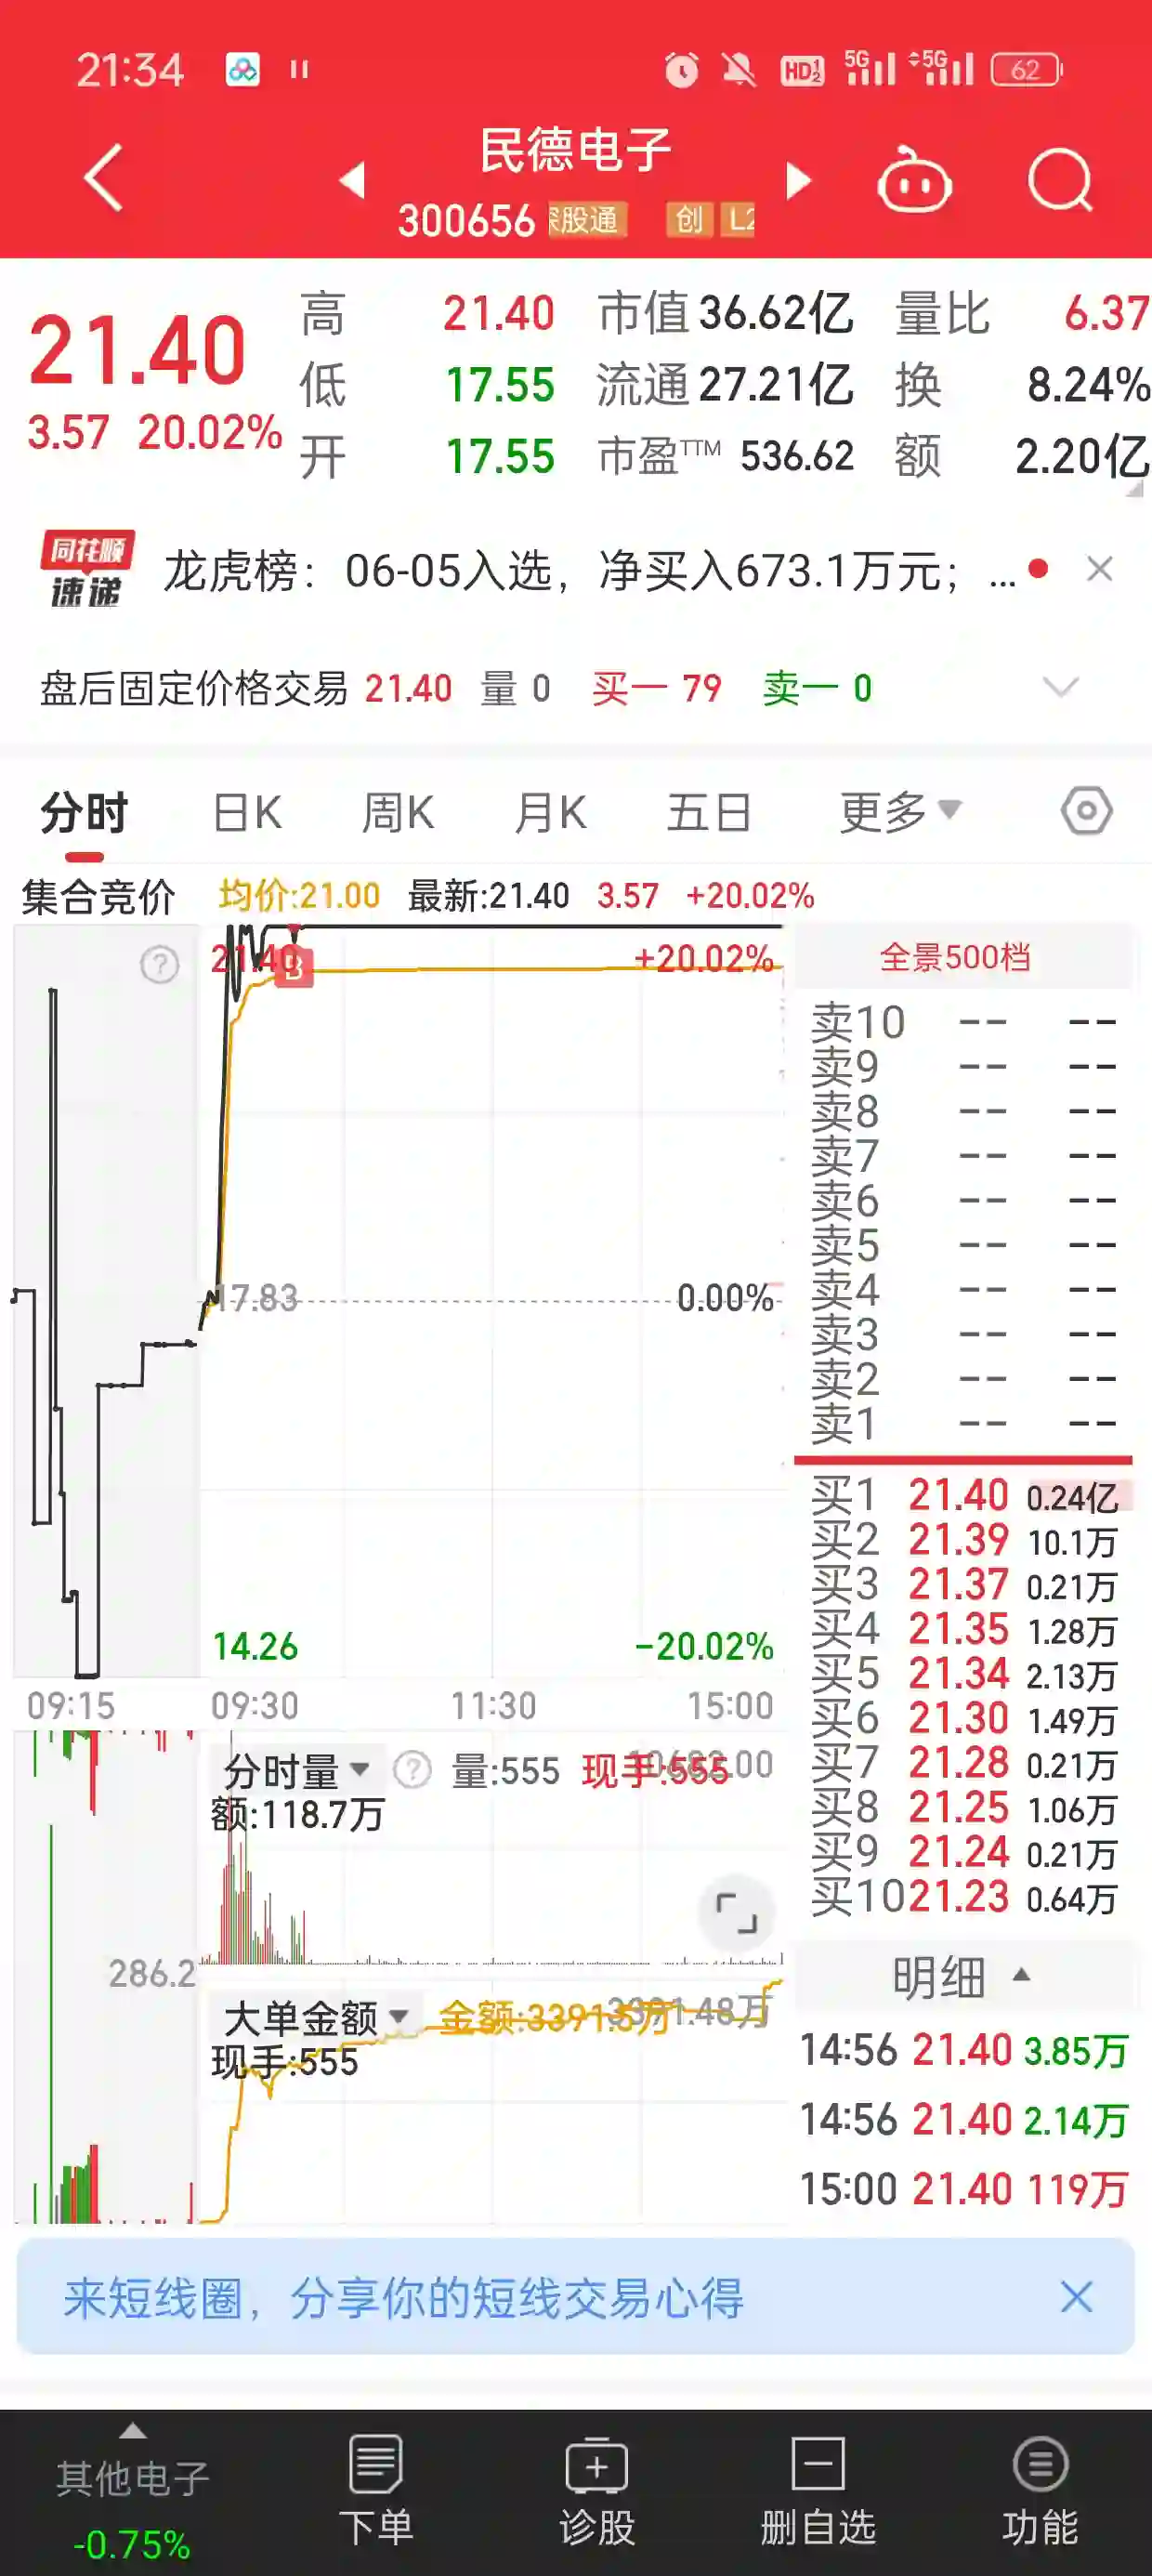 21:34 HD 5G 5G 62
民德电子
300656 深股通 创 L2
21.40
3.57 20.02%
高 21.40 市值 36.62亿 量比 6.37
低 17.55 流通 27.21亿 换 8.24%
开 17.55 市盈TTM 536.62 额 2.20亿
同花顺
速递
龙虎榜：06-05入选，净买入673.1万元；...
盘后固定价格交易 21.40 量 0 买一 79 卖一 0
分时 日K 周K 月K 五日 更多
集合竞价 均价:21.00 最新:21.40 3.57 +20.02%
21.40 +20.02%
B
17.83 0.00%
14.26 -20.02%
09:15 09:30 11:30 15:00
分时量 量:555 现手:555
额:118.7万
286.2
大单金额 金额:3391.5万 3391.48万
现手:555
全景500档
卖10 -- --
卖9 -- --
卖8 -- --
卖7 -- --
卖6 -- --
卖5 -- --
卖4 -- --
卖3 -- --
卖2 -- --
卖1 -- --
买1 21.40 0.24亿
买2 21.39 10.1万
买3 21.37 0.21万
买4 21.35 1.28万
买5 21.34 2.13万
买6 21.30 1.49万
买7 21.28 0.21万
买8 21.25 1.06万
买9 21.24 0.21万
买10 21.23 0.64万
明细
14:56 21.40 3.85万
14:56 21.40 2.14万
15:00 21.40 119万
来短线圈，分享你的短线交易心得
其他电子
-0.75%
下单 诊股 删自选 功能